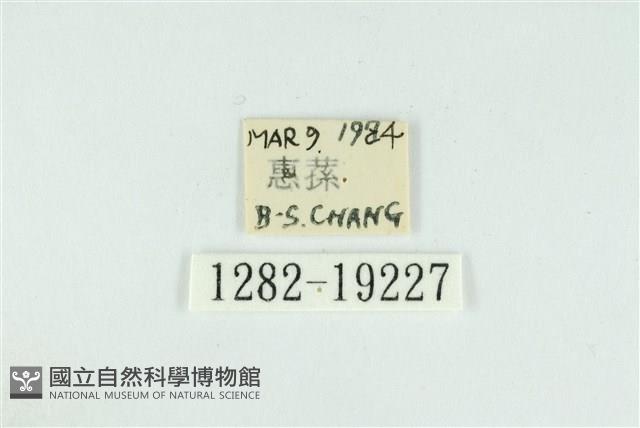 MAR 9. 1984
惠蓀
B-S. CHANG
1282-19227
國立自然科學博物館
NATIONAL MUSEUM OF NATURAL SCIENCE